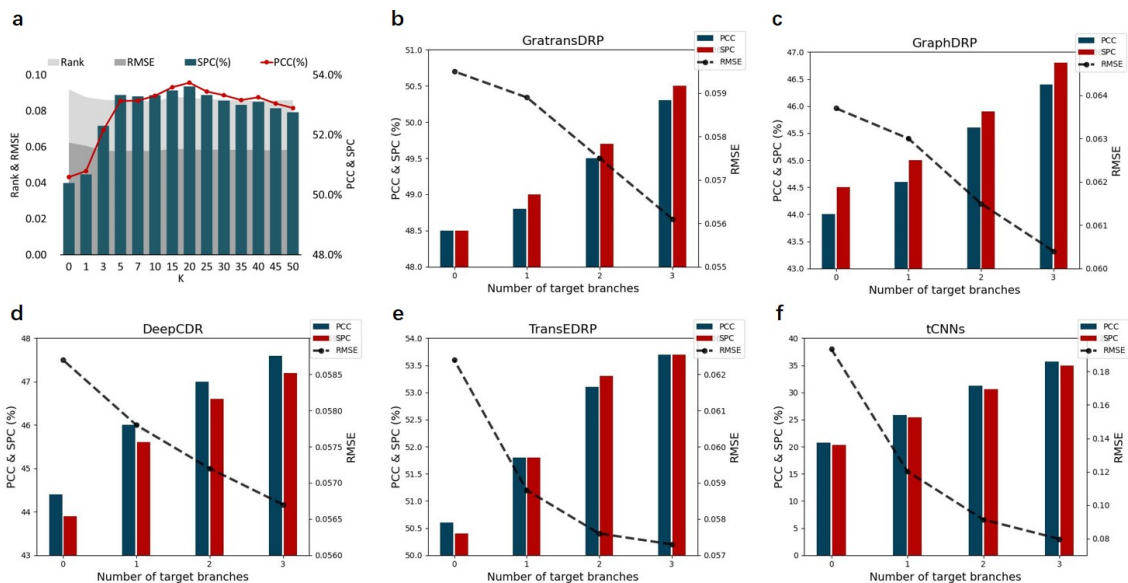 a
Rank RMSE SPC(%) PCC(%)
0.10 54.0%
0.08
52.0%
0.06
0.04 50.0%
0.02
0.00 48.0%
Rank & RMSE
PCC & SPC
0 1 3 5 7 10 15 20 25 30 35 40 45 50
K
b
GratransDRP
PCC
SPC
RMSE
51.0
50.5
50.0
49.5
49.0
48.5
48.0
PCC & SPC (%)
0.059
0.058
0.057
0.056
0.055
RMSE
0 1 2 3
Number of target branches
c
GraphDRP
PCC
SPC
RMSE
47.0
46.5
46.0
45.5
45.0
44.5
44.0
43.5
43.0
PCC & SPC (%)
0.064
0.063
0.062
0.061
0.060
RMSE
0 1 2 3
Number of target branches
d
DeepCDR
PCC
SPC
RMSE
48
47
46
45
44
43
PCC & SPC (%)
0.0585
0.0580
0.0575
0.0570
0.0565
0.0560
RMSE
0 1 2 3
Number of target branches
e
TransEDRP
PCC
SPC
RMSE
54.0
53.5
53.0
52.5
52.0
51.5
51.0
50.5
50.0
PCC & SPC (%)
0.062
0.061
0.060
0.059
0.058
0.057
RMSE
0 1 2 3
Number of target branches
f
tCNNs
PCC
SPC
RMSE
40
35
30
25
20
15
10
5
0
PCC & SPC (%)
0.18
0.16
0.14
0.12
0.10
0.08
RMSE
0 1 2 3
Number of target branches